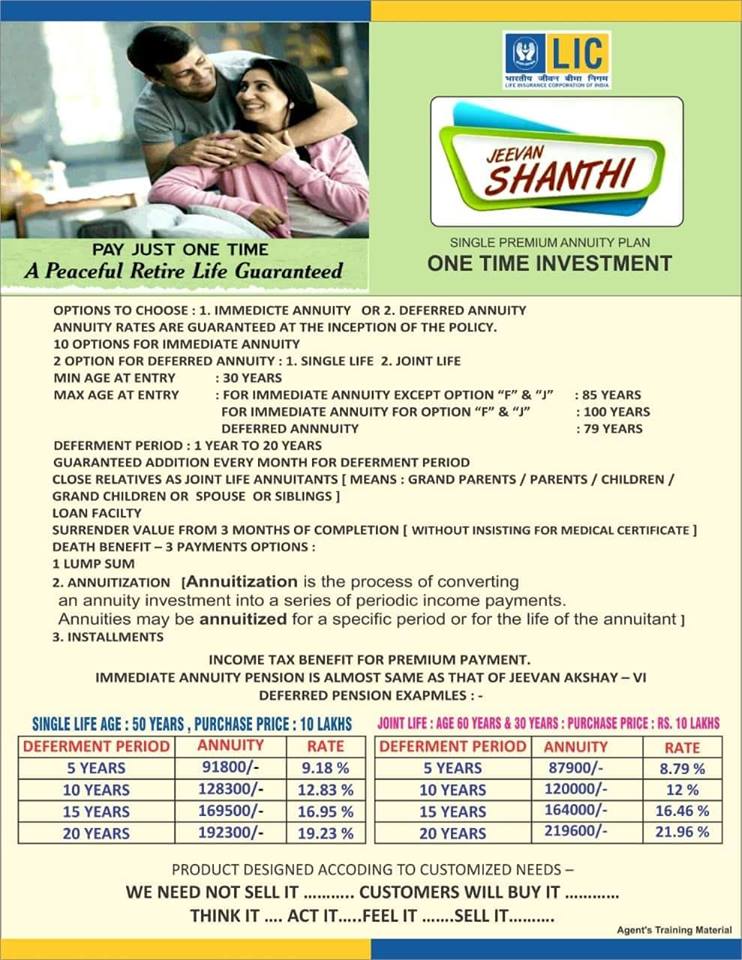 LIC
भारतीय जीवन बीमा निगम
LIFE INSURANCE CORPORATION OF INDIA
JEEVAN
SHANTHI
PAY JUST ONE TIME
A Peaceful Retire Life Guaranteed
SINGLE PREMIUM ANNUITY PLAN
ONE TIME INVESTMENT
OPTIONS TO CHOOSE : 1. IMMEDICTE ANNUITY OR 2. DEFERRED ANNUITY
ANNUITY RATES ARE GUARANTEED AT THE INCEPTION OF THE POLICY.
10 OPTIONS FOR IMMEDIATE ANNUITY
2 OPTION FOR DEFERRED ANNUITY : 1. SINGLE LIFE 2. JOINT LIFE
MIN AGE AT ENTRY : 30 YEARS
MAX AGE AT ENTRY : FOR IMMEDIATE ANNUITY EXCEPT OPTION “F” & “J” : 85 YEARS
FOR IMMEDIATE ANNUITY FOR OPTION “F” & “J” : 100 YEARS
DEFERRED ANNNUITY : 79 YEARS
DEFERMENT PERIOD : 1 YEAR TO 20 YEARS
GUARANTEED ADDITION EVERY MONTH FOR DEFERMENT PERIOD
CLOSE RELATIVES AS JOINT LIFE ANNUITANTS [ MEANS : GRAND PARENTS / PARENTS / CHILDREN /
GRAND CHILDREN OR SPOUSE OR SIBLINGS ]
LOAN FACILTY
SURRENDER VALUE FROM 3 MONTHS OF COMPLETION [ WITHOUT INSISTING FOR MEDICAL CERTIFICATE ]
DEATH BENEFIT – 3 PAYMENTS OPTIONS :
1 LUMP SUM
2. ANNUITIZATION [Annuitization is the process of converting
an annuity investment into a series of periodic income payments.
Annuities may be annuitized for a specific period or for the life of the annuitant ]
3. INSTALLMENTS
INCOME TAX BENEFIT FOR PREMIUM PAYMENT.
IMMEDIATE ANNUITY PENSION IS ALMOST SAME AS THAT OF JEEVAN AKSHAY – VI
DEFERRED PENSION EXAPMLES : -
SINGLE LIFE AGE : 50 YEARS , PURCHASE PRICE : 10 LAKHS
DEFERMENT PERIOD ANNUITY RATE
5 YEARS 91800/- 9.18 %
10 YEARS 128300/- 12.83 %
15 YEARS 169500/- 16.95 %
20 YEARS 192300/- 19.23 %
JOINT LIFE : AGE 60 YEARS & 30 YEARS : PURCHASE PRICE : RS. 10 LAKHS
DEFERMENT PERIOD ANNUITY RATE
5 YEARS 87900/- 8.79 %
10 YEARS 120000/- 12 %
15 YEARS 164000/- 16.46 %
20 YEARS 219600/- 21.96 %
PRODUCT DESIGNED ACCODING TO CUSTOMIZED NEEDS –
WE NEED NOT SELL IT ……….. CUSTOMERS WILL BUY IT …………
THINK IT …. ACT IT…..FEEL IT …….SELL IT……….
Agent's Training Material